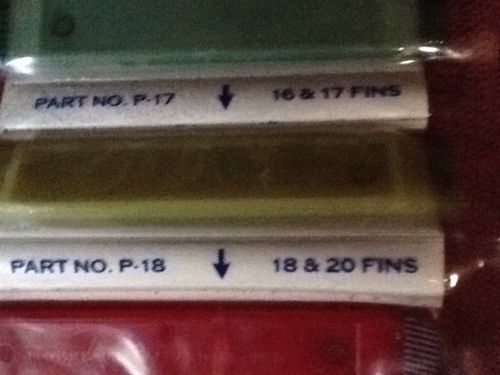 PART NO. P-17 ↓ 16 & 17 FINS
PART NO. P-18 ↓ 18 & 20 FINS